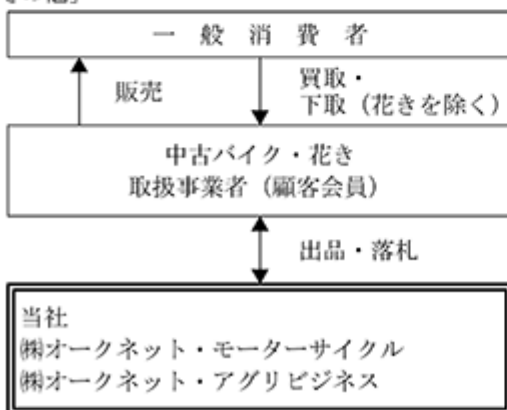 一般消費者
販売
買取・
下取（花きを除く）
中古バイク・花き
取扱事業者（顧客会員）
出品・落札
当社
㈱オークネット・モーターサイクル
㈱オークネット・アグリビジネス